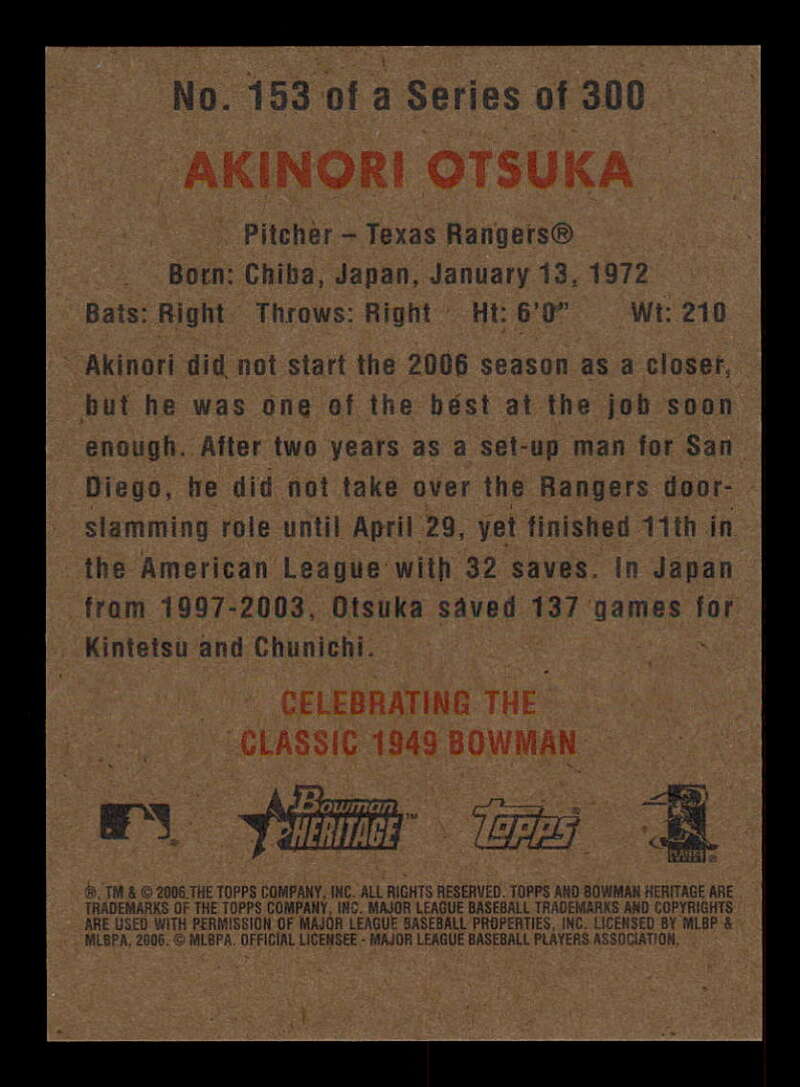 No. 153 of a Series of 300
AKINORI OTSUKA
Pitcher – Texas Rangers®
Born: Chiba, Japan, January 13, 1972
Bats: Right Throws: Right Ht: 6'0" Wt: 210
Akinori did not start the 2006 season as a closer,
but he was one of the best at the job soon
enough. After two years as a set-up man for San
Diego, he did not take over the Rangers door-
slamming role until April 29, yet finished 11th in
the American League with 32 saves. In Japan
from 1997-2003, Otsuka saved 137 games for
Kintetsu and Chunichi.
CELEBRATING THE
CLASSIC 1949 BOWMAN
Bowman HERITAGE™ Topps® PLAYERS
®, TM & © 2006 THE TOPPS COMPANY, INC. ALL RIGHTS RESERVED. TOPPS AND BOWMAN HERITAGE ARE
TRADEMARKS OF THE TOPPS COMPANY, INC. MAJOR LEAGUE BASEBALL TRADEMARKS AND COPYRIGHTS
ARE USED WITH PERMISSION OF MAJOR LEAGUE BASEBALL PROPERTIES, INC. LICENSED BY MLBP &
MLBPA, 2006. © MLBPA. OFFICIAL LICENSEE - MAJOR LEAGUE BASEBALL PLAYERS ASSOCIATION.